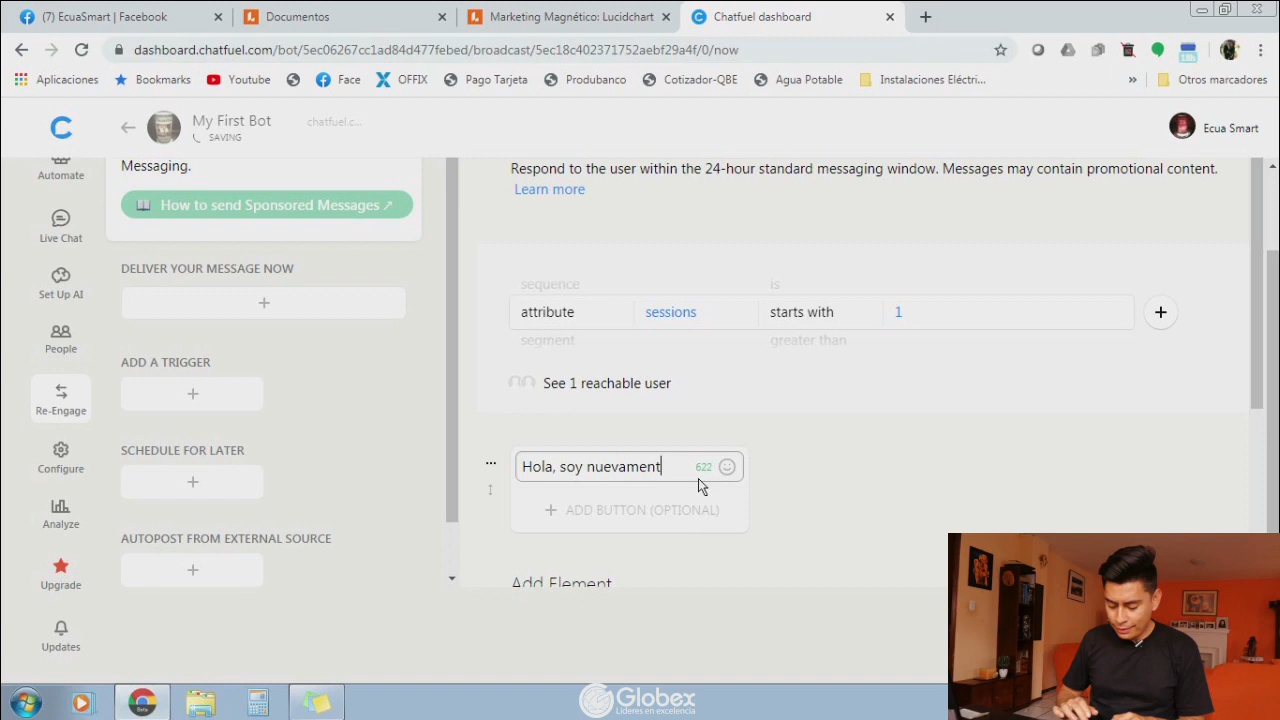 (7) EcuaSmart | Facebook
Documentos
Marketing Magnético: Lucidchart
Chatfuel dashboard
dashboard.chatfuel.com/bot/5ec06267cc1ad84d477febed/broadcast/5ec18c402371752aebf29a4f/0/now
Aplicaciones
Bookmarks
Youtube
Face
OFFIX
Pago Tarjeta
Produbanco
Cotizador-QBE
Agua Potable
Instalaciones Eléctri...
»
Otros marcadores
My First Bot
SAVING
chatfuel.c...
Ecua Smart
Automate
Live Chat
Set Up AI
People
Re-Engage
Configure
Analyze
Upgrade
Updates
Messaging.
How to send Sponsored Messages ↗
DELIVER YOUR MESSAGE NOW
+
ADD A TRIGGER
+
SCHEDULE FOR LATER
+
AUTOPOST FROM EXTERNAL SOURCE
+
Respond to the user within the 24-hour standard messaging window. Messages may contain promotional content.
Learn more
sequence is
attribute sessions starts with 1
segment greater than
See 1 reachable user
Hola, soy nuevament 622
+ ADD BUTTON (OPTIONAL)
Add Element
Globex
Líderes en excelencia